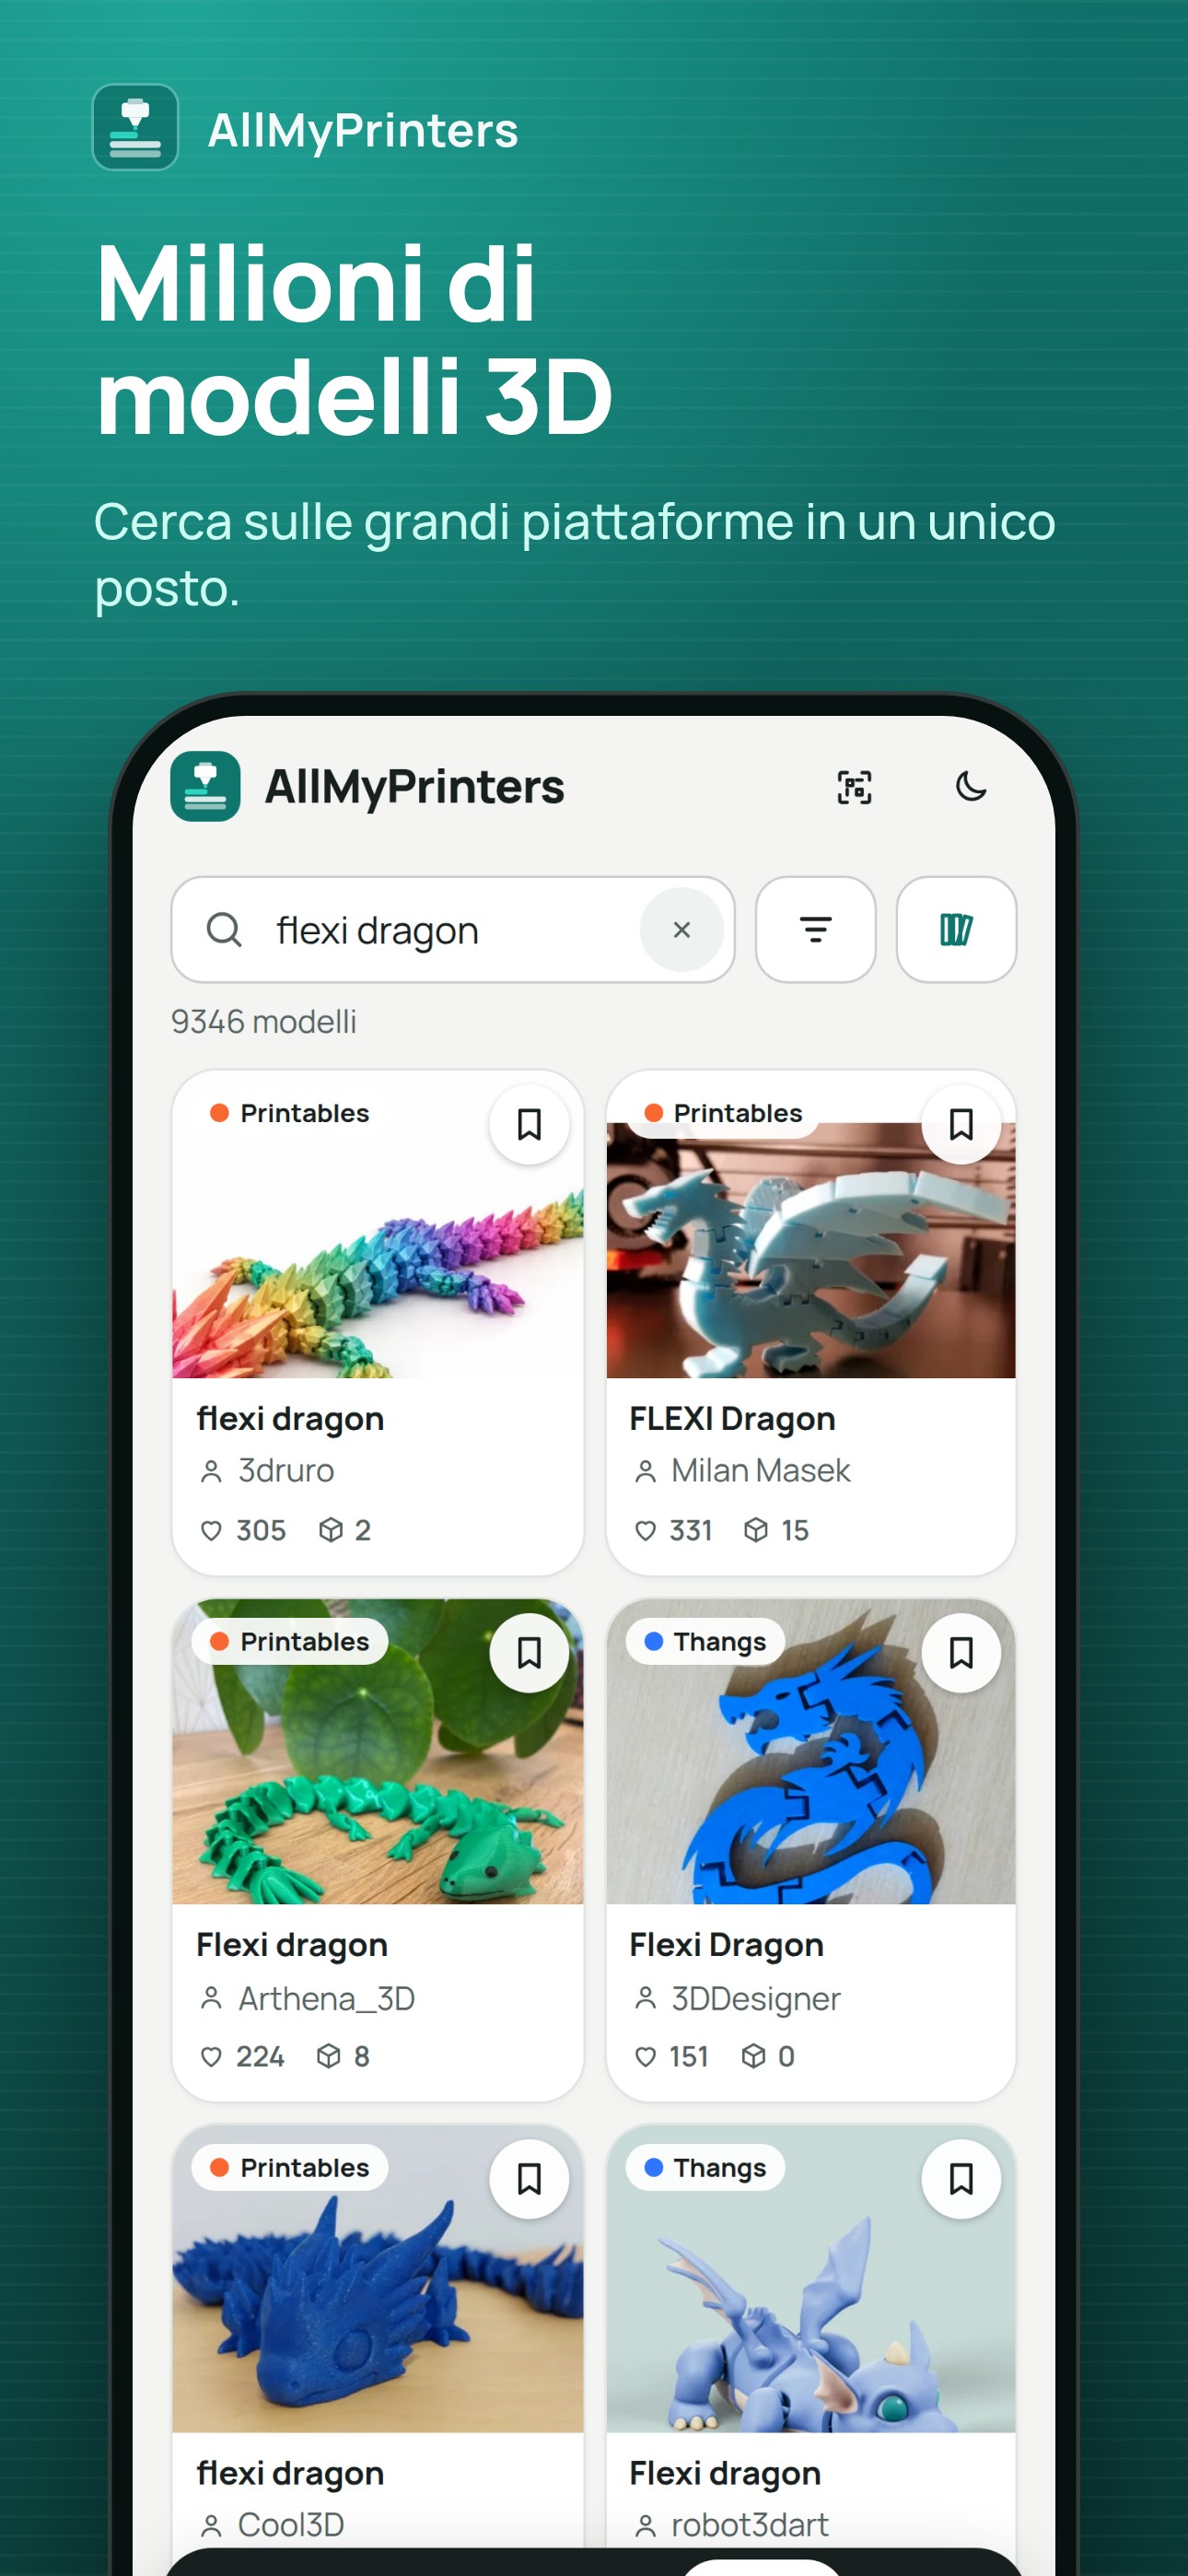 AllMyPrinters
Milioni di
modelli 3D
Cerca sulle grandi piattaforme in un unico
posto.
AllMyPrinters
flexi dragon
9346 modelli
Printables
Printables
flexi dragon
FLEXI Dragon
3druro
Milan Masek
305 2
331 15
Printables
Thangs
Flexi dragon
Flexi Dragon
Arthena_3D
3DDesigner
224 8
151 0
Printables
Thangs
flexi dragon
Flexi dragon
Cool3D
robot3dart